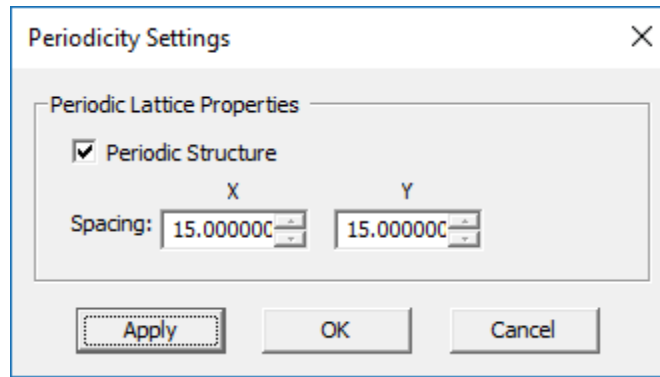 Periodicity Settings
Periodic Lattice Properties
Periodic Structure
X Y
Spacing: 15.000000 15.000000
Apply OK Cancel